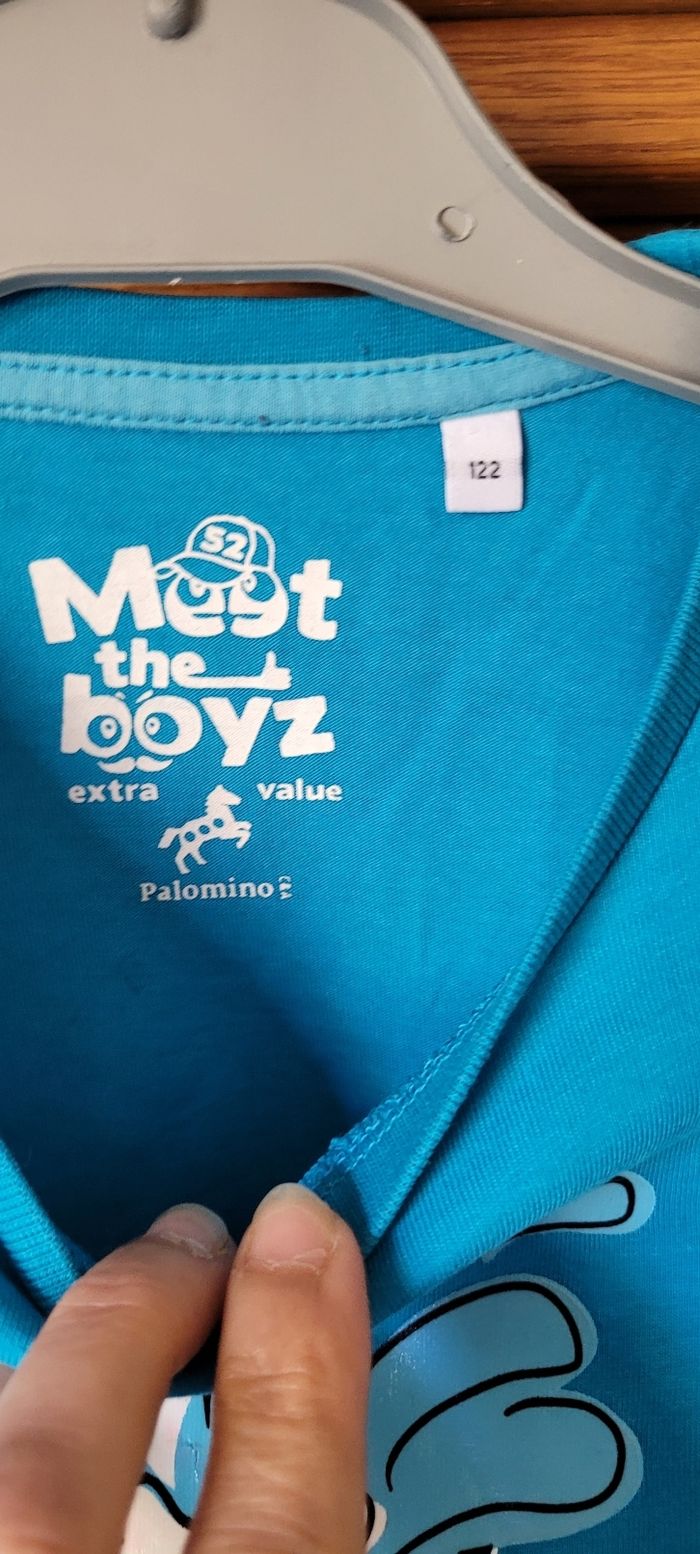 122
52
Meet
the
boyz
extra value
Palomino C&A